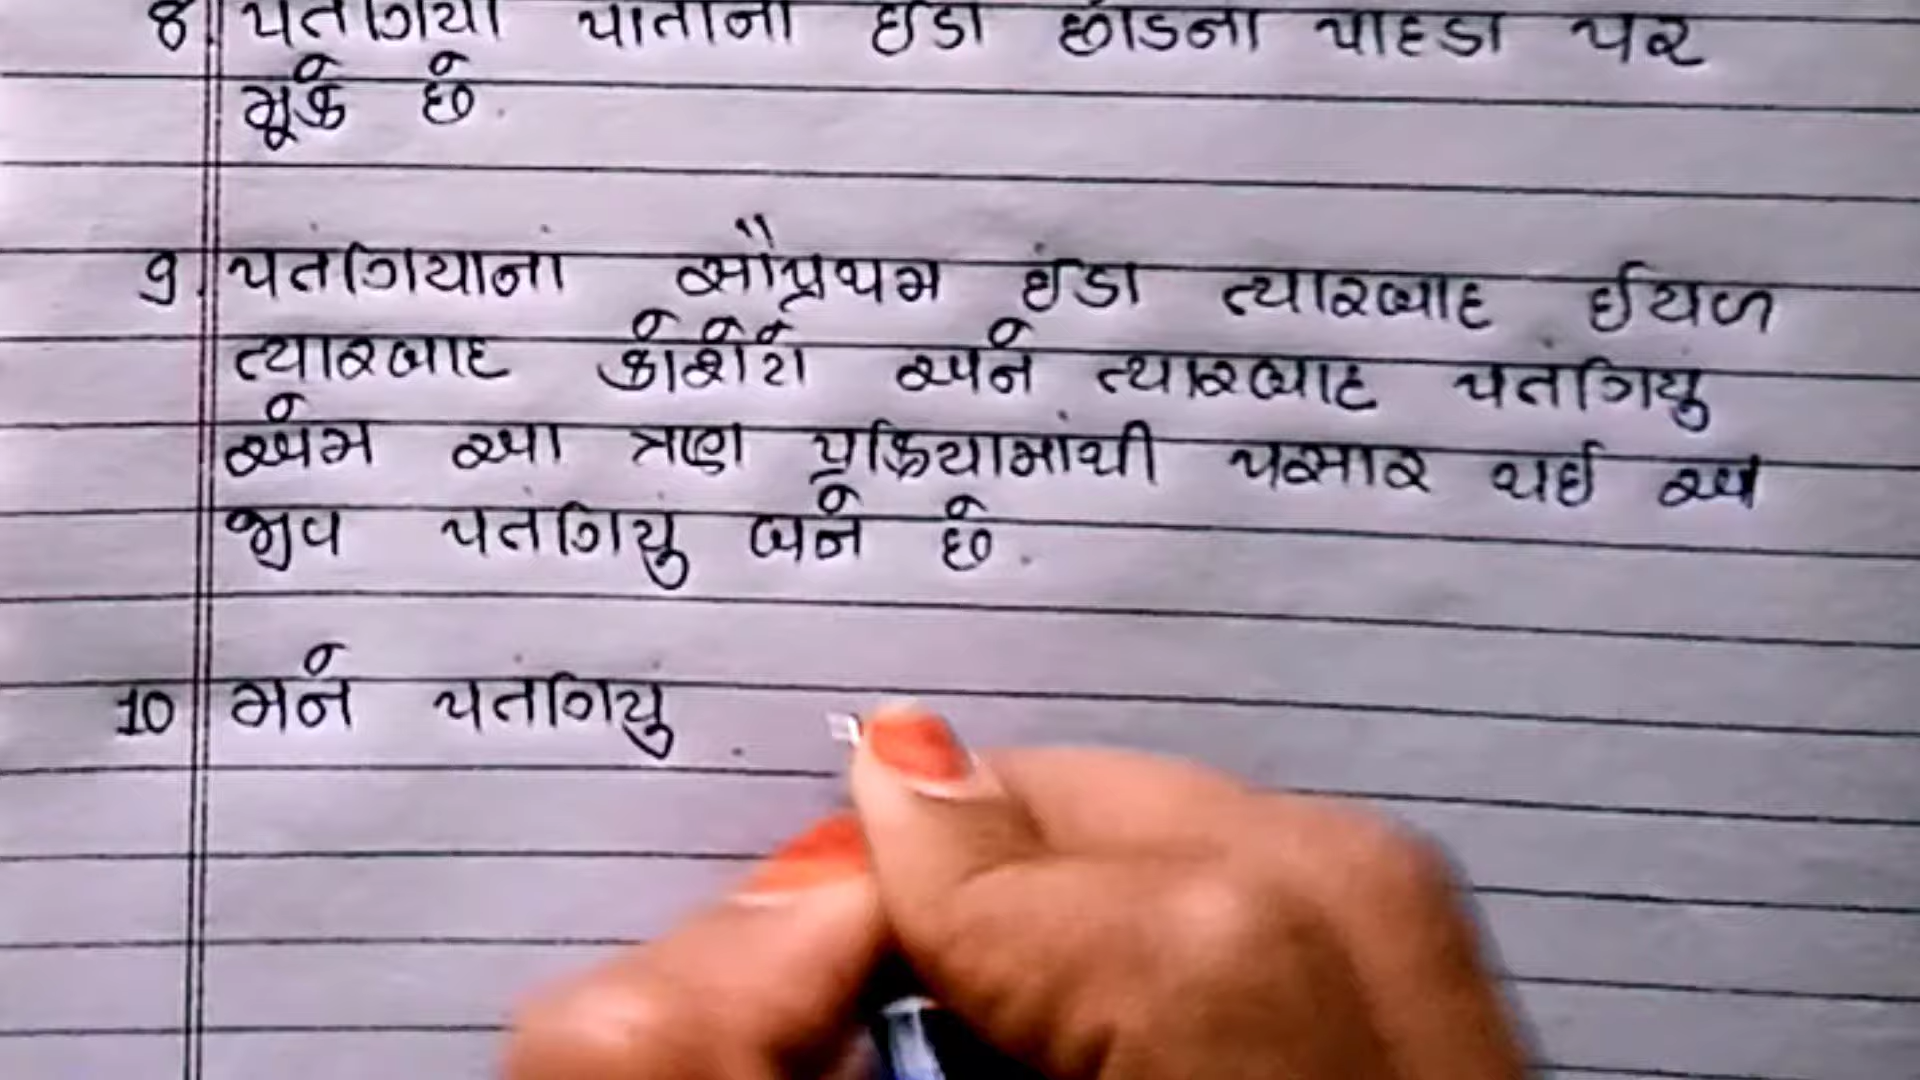 8. પતંગિયા પોતાના ઈંડા છોડના પાદડા પર
મૂકે છે.
9. પતંગિયાનાં સૌપ્રથમ ઈંડા ત્યારબાદ ઈયળ
ત્યારબાદ કોશેટો અને ત્યારબાદ પતંગિયુ
એમ આ ત્રણ પ્રક્રિયામાંથી પસાર થઈ આ
જીવ પતંગિયું બને છે.
10 મને પતંગિયું